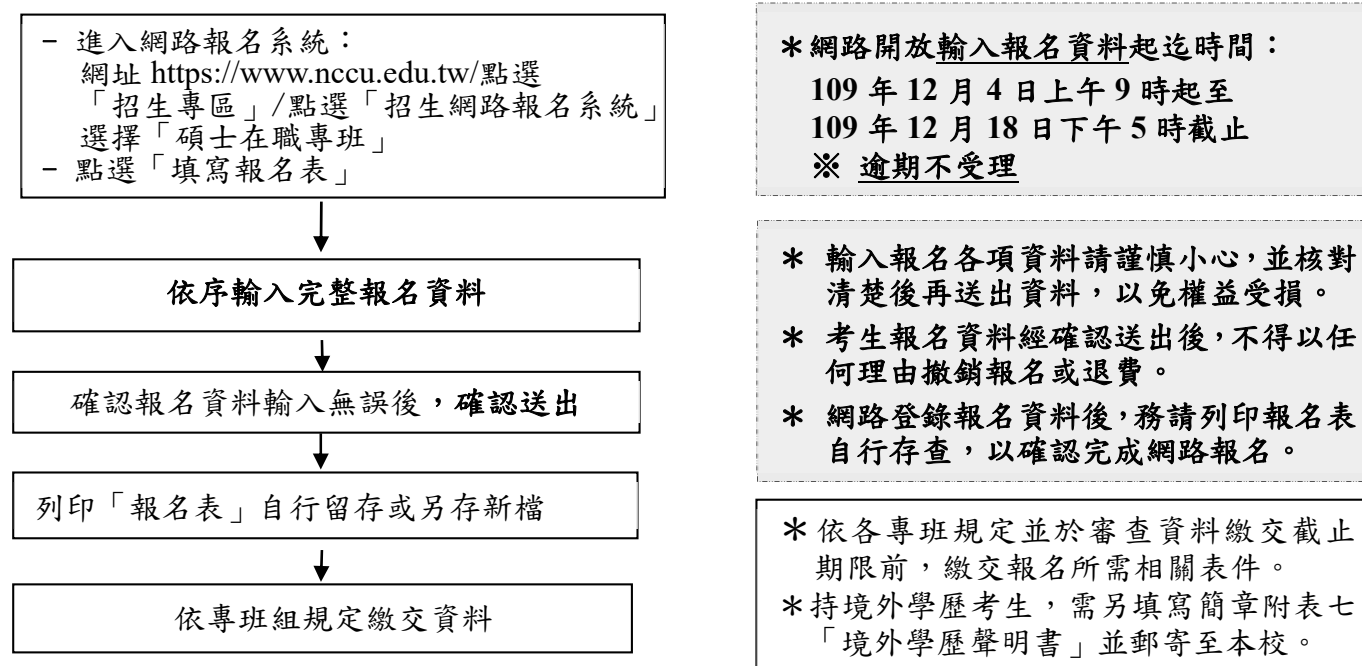 - 進入網路報名系統：
網址 https://www.nccu.edu.tw/點選
「招生專區」/點選「招生網路報名系統」
選擇「碩士在職專班」
- 點選「填寫報名表」
依序輸入完整報名資料
確認報名資料輸入無誤後，確認送出
列印「報名表」自行留存或另存新檔
依專班組規定繳交資料
＊網路開放輸入報名資料起迄時間：
109 年 12 月 4 日上午 9 時起至
109 年 12 月 18 日下午 5 時截止
※ 逾期不受理
＊ 輸入報名各項資料請謹慎小心，並核對
清楚後再送出資料，以免權益受損。
＊ 考生報名資料經確認送出後，不得以任
何理由撤銷報名或退費。
＊ 網路登錄報名資料後，務請列印報名表
自行存查，以確認完成網路報名。
＊依各專班規定並於審查資料繳交截止
期限前，繳交報名所需相關表件。
＊持境外學歷考生，需另填寫簡章附表七
「境外學歷聲明書」並郵寄至本校。